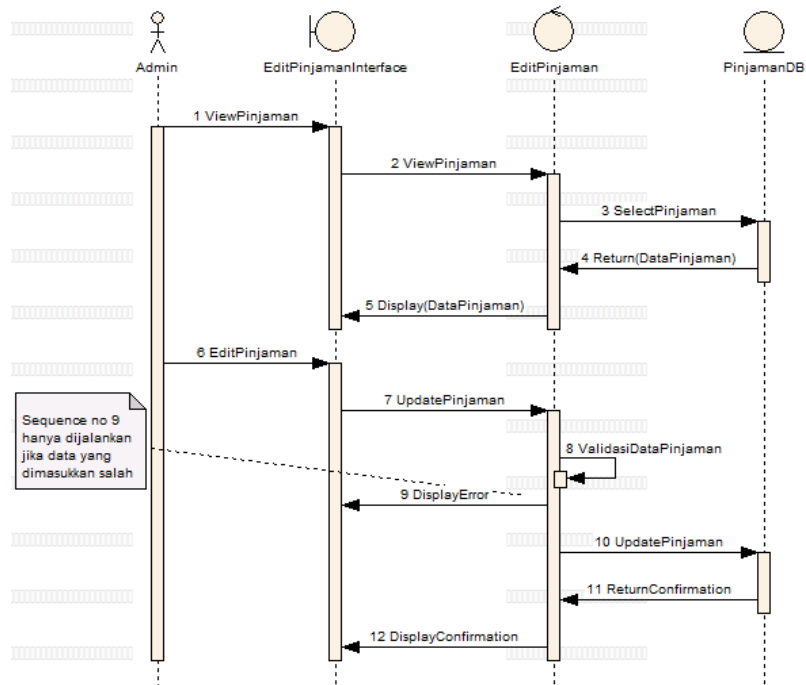 Admin
EditPinjamanInterface
EditPinjaman
PinjamanDB
1 ViewPinjaman
2 ViewPinjaman
3 SelectPinjaman
4 Return(DataPinjaman)
5 Display(DataPinjaman)
6 EditPinjaman
7 UpdatePinjaman
Sequence no 9
hanya dijalankan
jika data yang
dimasukkan salah
8 ValidasiDataPinjaman
9 DisplayError
10 UpdatePinjaman
11 ReturnConfirmation
12 DisplayConfirmation